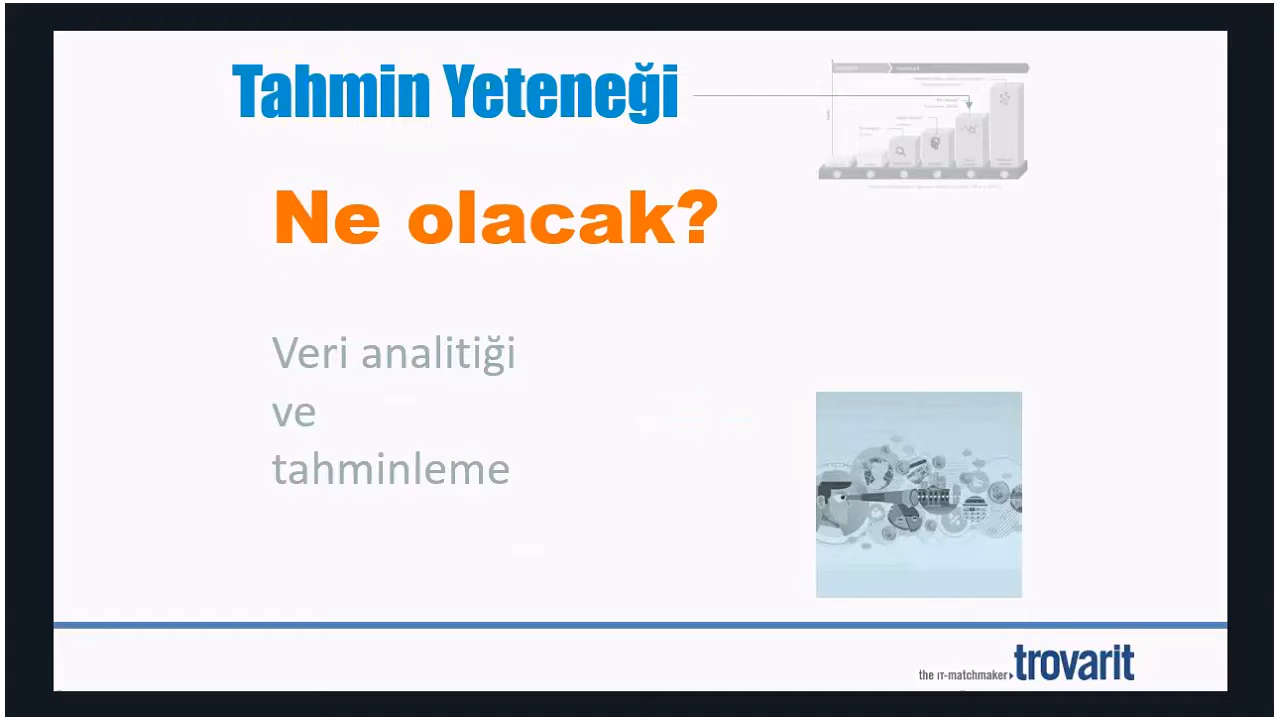 Tahmin Yeteneği
Ne olacak?
Veri analitiği
ve
tahminleme
the IT-matchmaker
trovarit